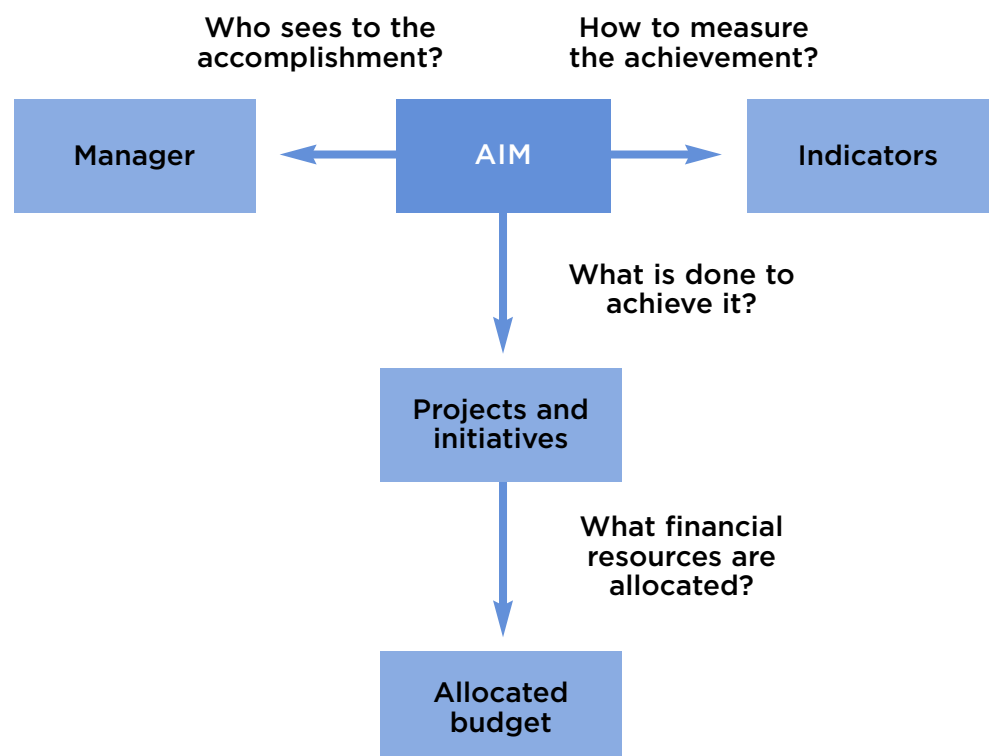 Who sees to the
accomplishment?
How to measure
the achievement?
Manager
AIM
Indicators
What is done to
achieve it?
Projects and
initiatives
What financial
resources are
allocated?
Allocated
budget